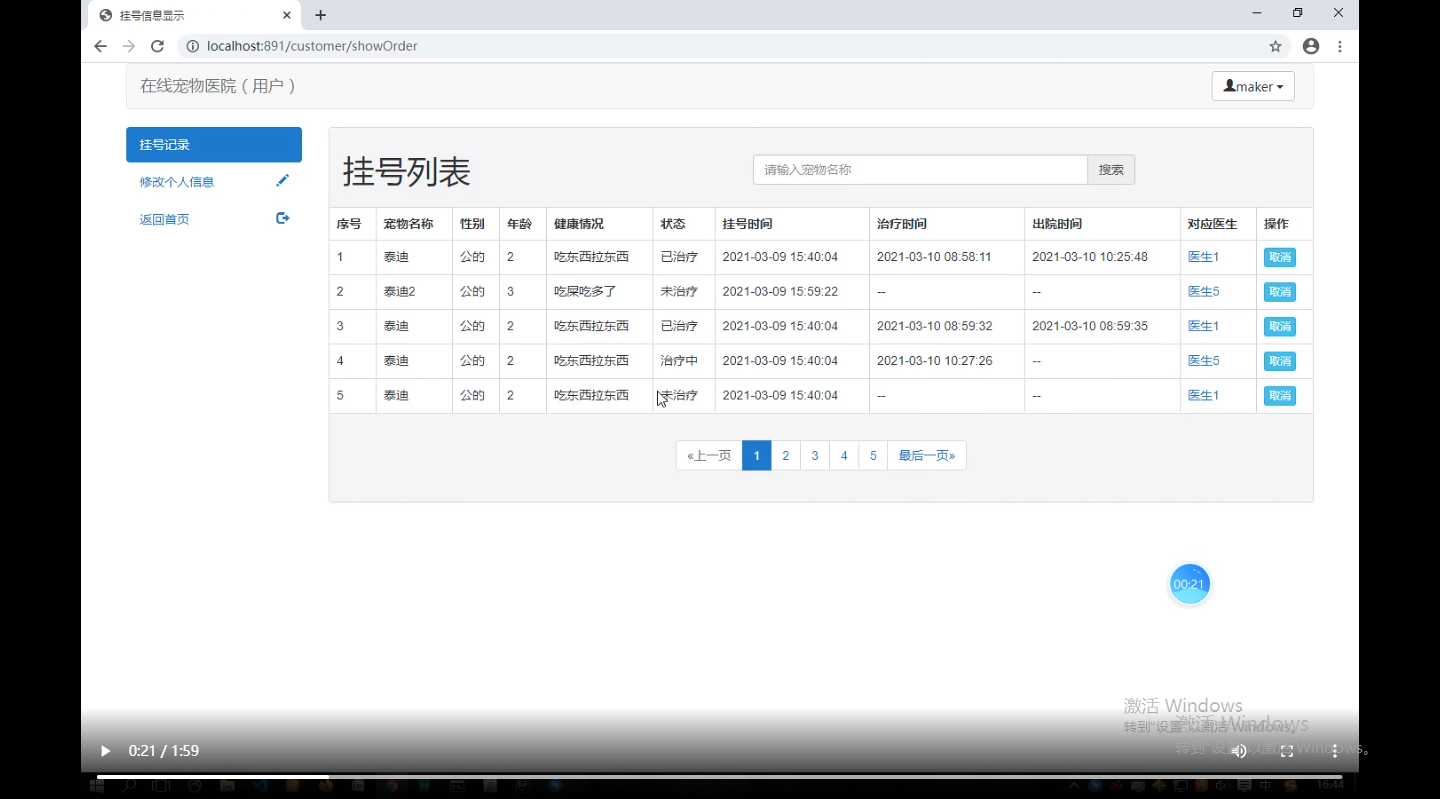 挂号信息显示
localhost:891/customer/showOrder
在线宠物医院（用户）
maker
挂号记录
修改个人信息
返回首页
挂号列表
请输入宠物名称 搜索
序号 宠物名称 性别 年龄 健康情况 状态 挂号时间 治疗时间 出院时间 对应医生 操作
1 泰迪 公的 2 吃东西拉东西 已治疗 2021-03-09 15:40:04 2021-03-10 08:58:11 2021-03-10 10:25:48 医生1 取消
2 泰迪2 公的 3 吃屎吃多了 未治疗 2021-03-09 15:59:22 -- -- 医生5 取消
3 泰迪 公的 2 吃东西拉东西 已治疗 2021-03-09 15:40:04 2021-03-10 08:59:32 2021-03-10 08:59:35 医生1 取消
4 泰迪 公的 2 吃东西拉东西 治疗中 2021-03-09 15:40:04 2021-03-10 10:27:26 -- 医生5 取消
5 泰迪 公的 2 吃东西拉东西 未治疗 2021-03-09 15:40:04 -- -- 医生1 取消
«上一页 1 2 3 4 5 最后一页»
00:21
激活 Windows
转到"设置"以激活 Windows。
激活 Windows
转到"设置"以激活 Windows。
0:21 / 1:59
中
16:44